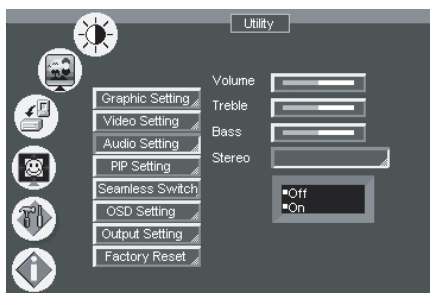 Utility
Graphic Setting
Video Setting
Audio Setting
PIP Setting
Seamless Switch
OSD Setting
Output Setting
Factory Reset
Volume
Treble
Bass
Stereo
Off
On